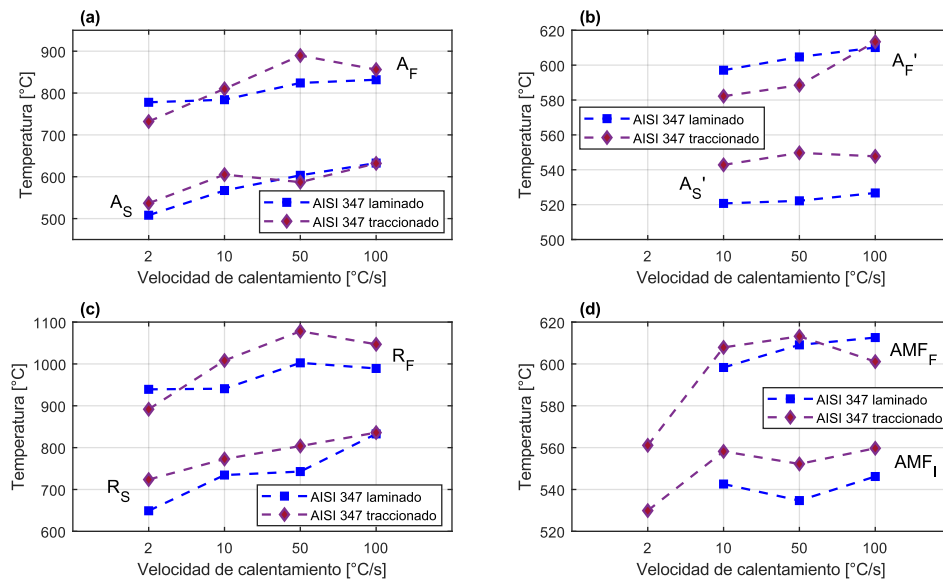 (a)
900
800
700
600
500
Temperatura [°C]
A_F
A_S
AISI 347 laminado
AISI 347 traccionado
2 10 50 100
Velocidad de calentamiento [°C/s]
(b)
620
600
580
560
540
520
500
Temperatura [°C]
A_F'
AISI 347 laminado
AISI 347 traccionado
A_S'
2 10 50 100
Velocidad de calentamiento [°C/s]
(c)
1100
1000
900
800
700
600
Temperatura [°C]
R_F
R_S
AISI 347 laminado
AISI 347 traccionado
2 10 50 100
Velocidad de calentamiento [°C/s]
(d)
620
600
580
560
540
520
Temperatura [°C]
AMF_F
AISI 347 laminado
AISI 347 traccionado
AMF_I
2 10 50 100
Velocidad de calentamiento [°C/s]